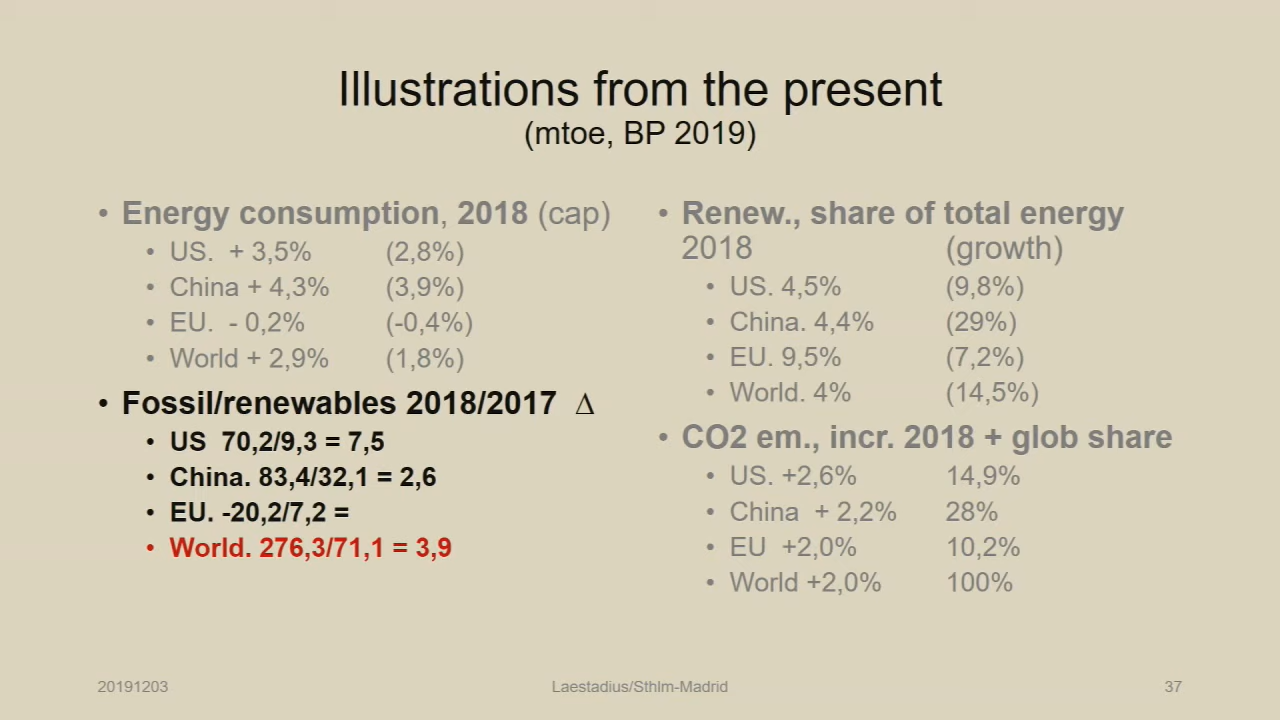 Illustrations from the present
(mtoe, BP 2019)
• Energy consumption, 2018 (cap)
• US. + 3,5% (2,8%)
• China + 4,3% (3,9%)
• EU. - 0,2% (-0,4%)
• World + 2,9% (1,8%)
• Fossil/renewables 2018/2017 Δ
• US 70,2/9,3 = 7,5
• China. 83,4/32,1 = 2,6
• EU. -20,2/7,2 =
• World. 276,3/71,1 = 3,9
• Renew., share of total energy
2018 (growth)
• US. 4,5% (9,8%)
• China. 4,4% (29%)
• EU. 9,5% (7,2%)
• World. 4% (14,5%)
• CO2 em., incr. 2018 + glob share
• US. +2,6% 14,9%
• China + 2,2% 28%
• EU +2,0% 10,2%
• World +2,0% 100%
20191203 Laestadius/Sthlm-Madrid 37